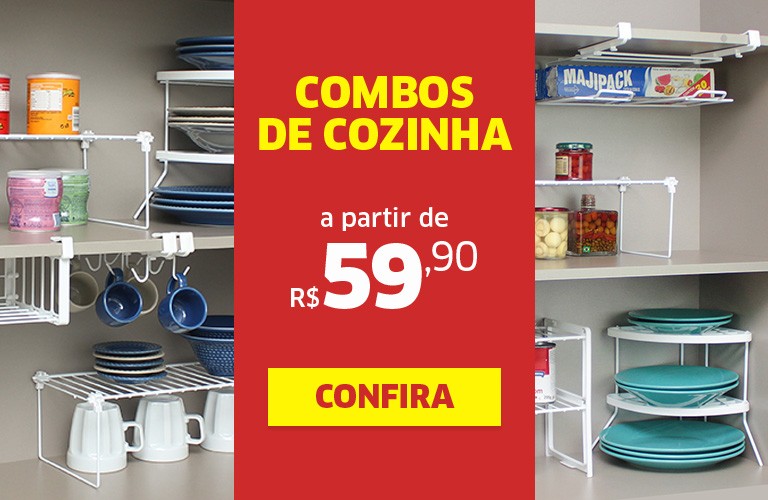 COMBOS
DE COZINHA
a partir de
R$59,90
CONFIRA
MAJIPACK